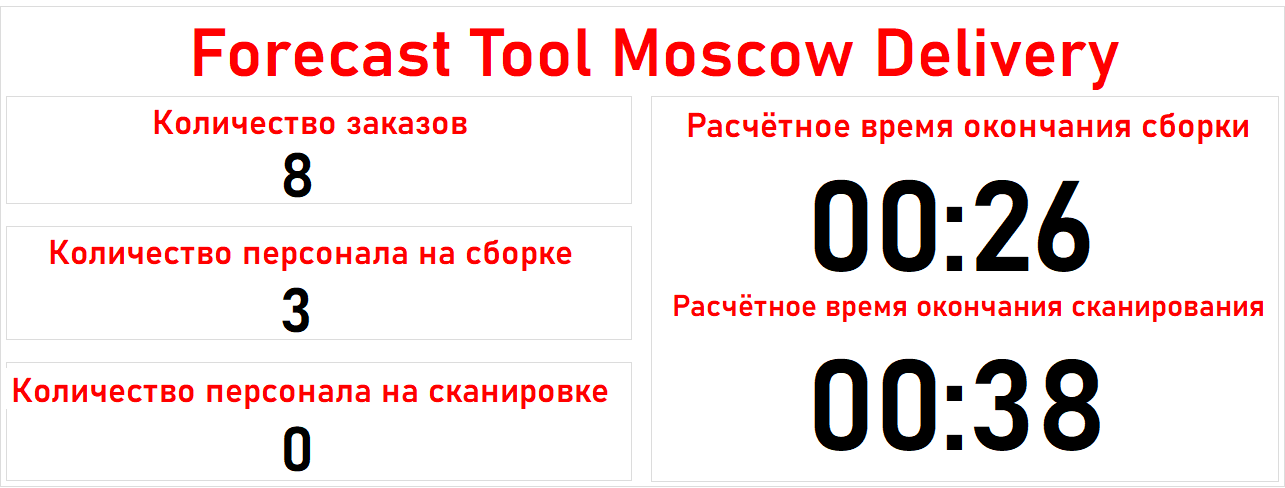 Forecast Tool Moscow Delivery
Количество заказов
8
Количество персонала на сборке
3
Количество персонала на сканировке
0
Расчётное время окончания сборки
00:26
Расчётное время окончания сканирования
00:38